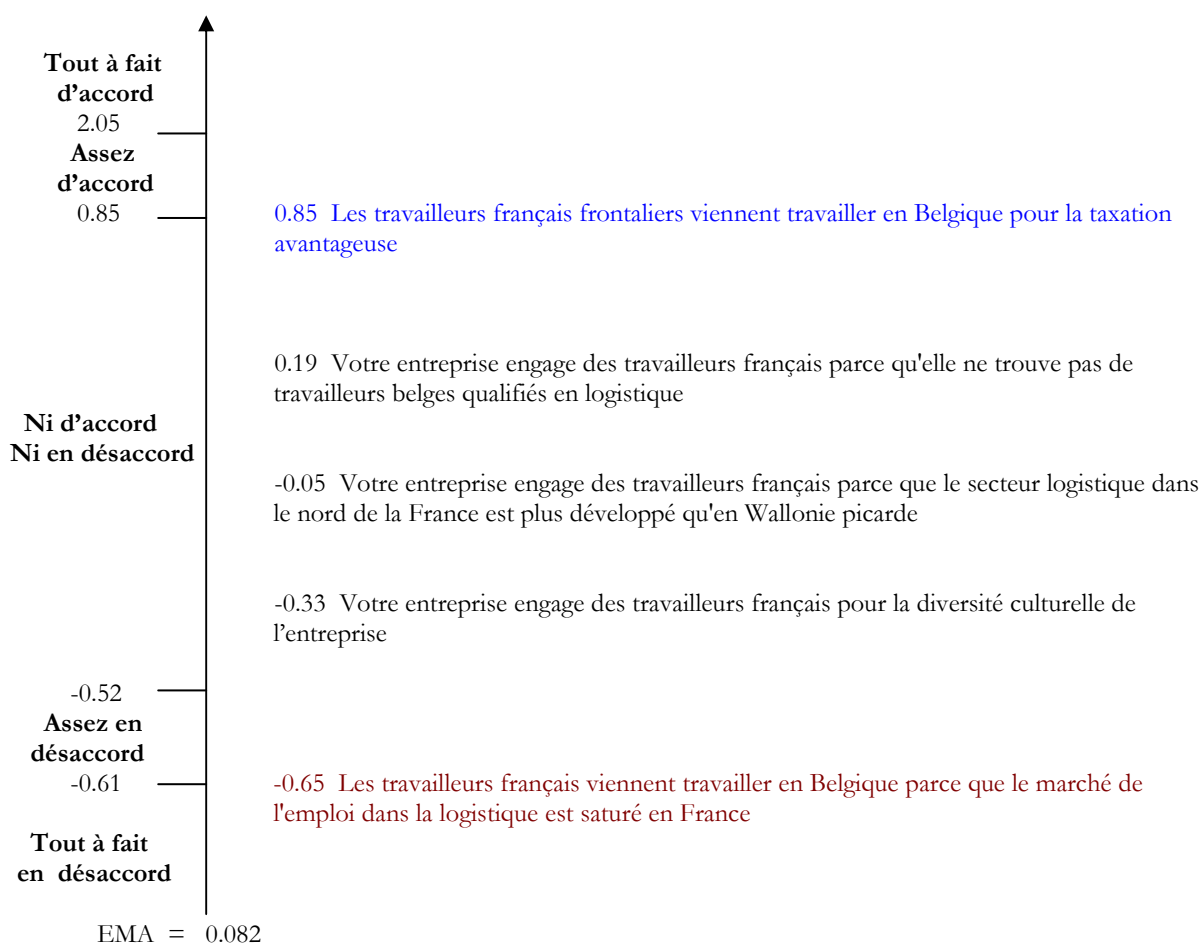 Tout à fait
d’accord
2.05
Assez
d’accord
0.85
0.85 Les travailleurs français frontaliers viennent travailler en Belgique pour la taxation
avantageuse
0.19 Votre entreprise engage des travailleurs français parce qu'elle ne trouve pas de
travailleurs belges qualifiés en logistique
Ni d’accord
Ni en désaccord
-0.05 Votre entreprise engage des travailleurs français parce que le secteur logistique dans
le nord de la France est plus développé qu'en Wallonie picarde
-0.33 Votre entreprise engage des travailleurs français pour la diversité culturelle de
l’entreprise
-0.52
Assez en
désaccord
-0.61
-0.65 Les travailleurs français viennent travailler en Belgique parce que le marché de
l'emploi dans la logistique est saturé en France
Tout à fait
en désaccord
EMA = 0.082